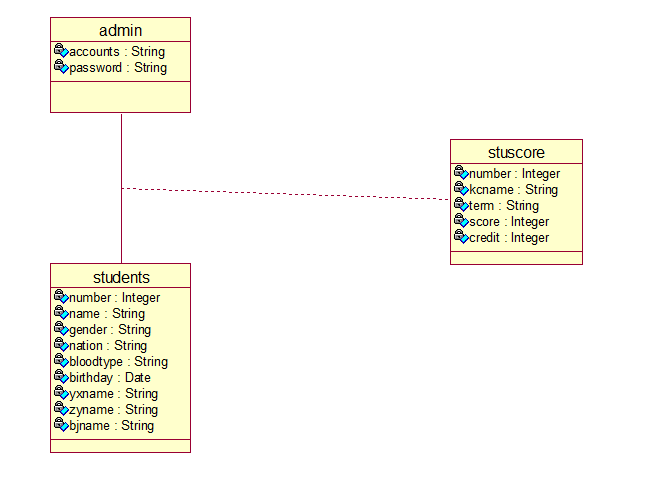 admin
accounts : String
password : String
stuscore
number : Integer
kcname : String
term : String
score : Integer
credit : Integer
students
number : Integer
name : String
gender : String
nation : String
bloodtype : String
birthday : Date
yxname : String
zyname : String
bjname : String